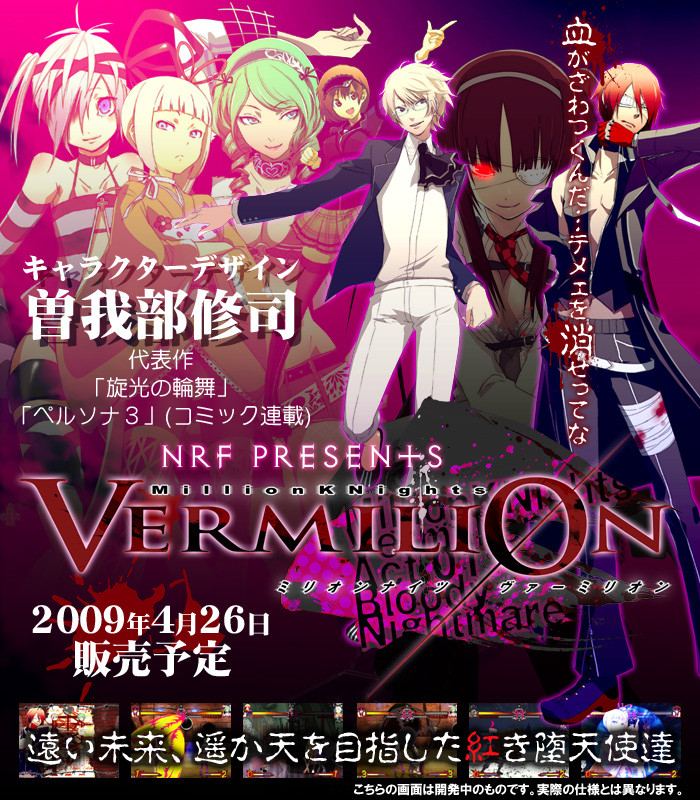 血がざわつくんだ…テメェを消せってな
キャラクターデザイン
曽我部修司
代表作
「旋光の輪舞」
「ペルソナ3」(コミック連載)
NRF PRESENTS
MillionKNights
VERMILION
ミリオンナイツ ヴァーミリオン
Bloody
Nightmare
2009年4月26日
販売予定
遠い未来、遥か天を目指した紅き堕天使達
こちらの画面は開発中のものです。実際の仕様とは異なります。